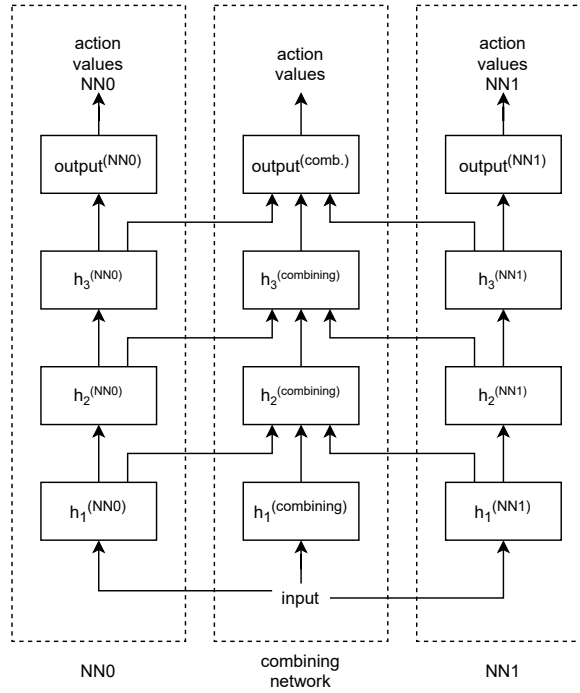 action
values
NN0
action
values
action
values
NN1
output(NN0)
output(comb.)
output(NN1)
h3(NN0)
h3(combining)
h3(NN1)
h2(NN0)
h2(combining)
h2(NN1)
h1(NN0)
h1(combining)
h1(NN1)
input
NN0
combining
network
NN1